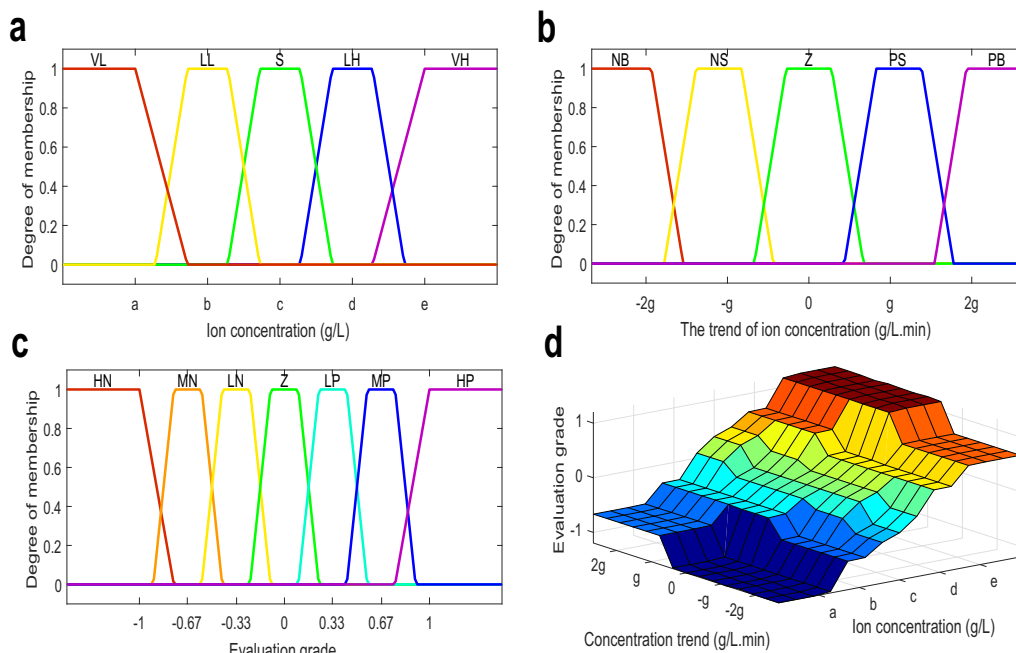 a
VL LL S LH VH
1
0.8
0.6
0.4
0.2
0
Degree of membership
a b c d e
Ion concentration (g/L)
b
NB NS Z PS PB
1
0.8
0.6
0.4
0.2
0
Degree of membership
-2g -g 0 g 2g
The trend of ion concentration (g/L.min)
c
HN MN LN Z LP MP HP
1
0.8
0.6
0.4
0.2
0
Degree of membership
-1 -0.67 -0.33 0 0.33 0.67 1
Evaluation grade
d
1
0
-1
Evaluation grade
2g g 0 -g -2g
Concentration trend (g/L.min)
a b c d e
Ion concentration (g/L)